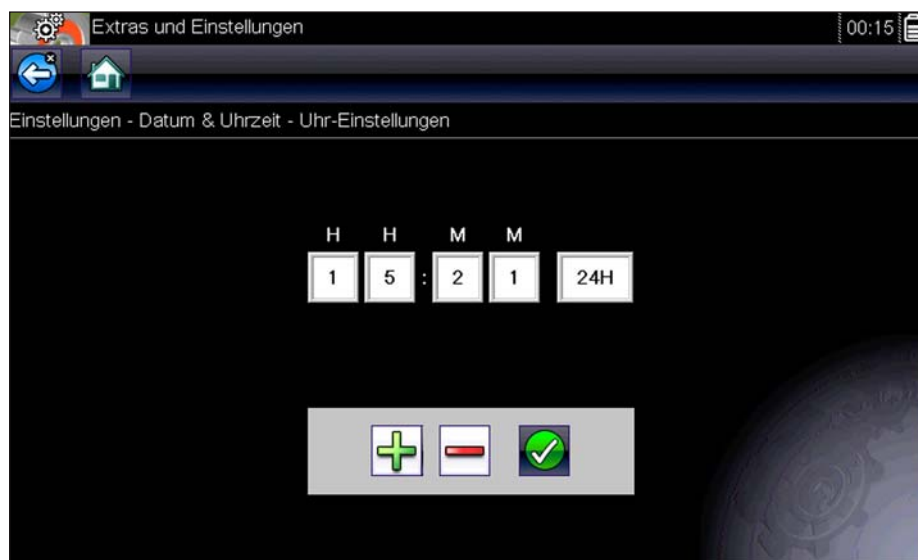 Extras und Einstellungen 00:15
Einstellungen - Datum & Uhrzeit - Uhr-Einstellungen
H H M M
1 5 : 2 1 24H